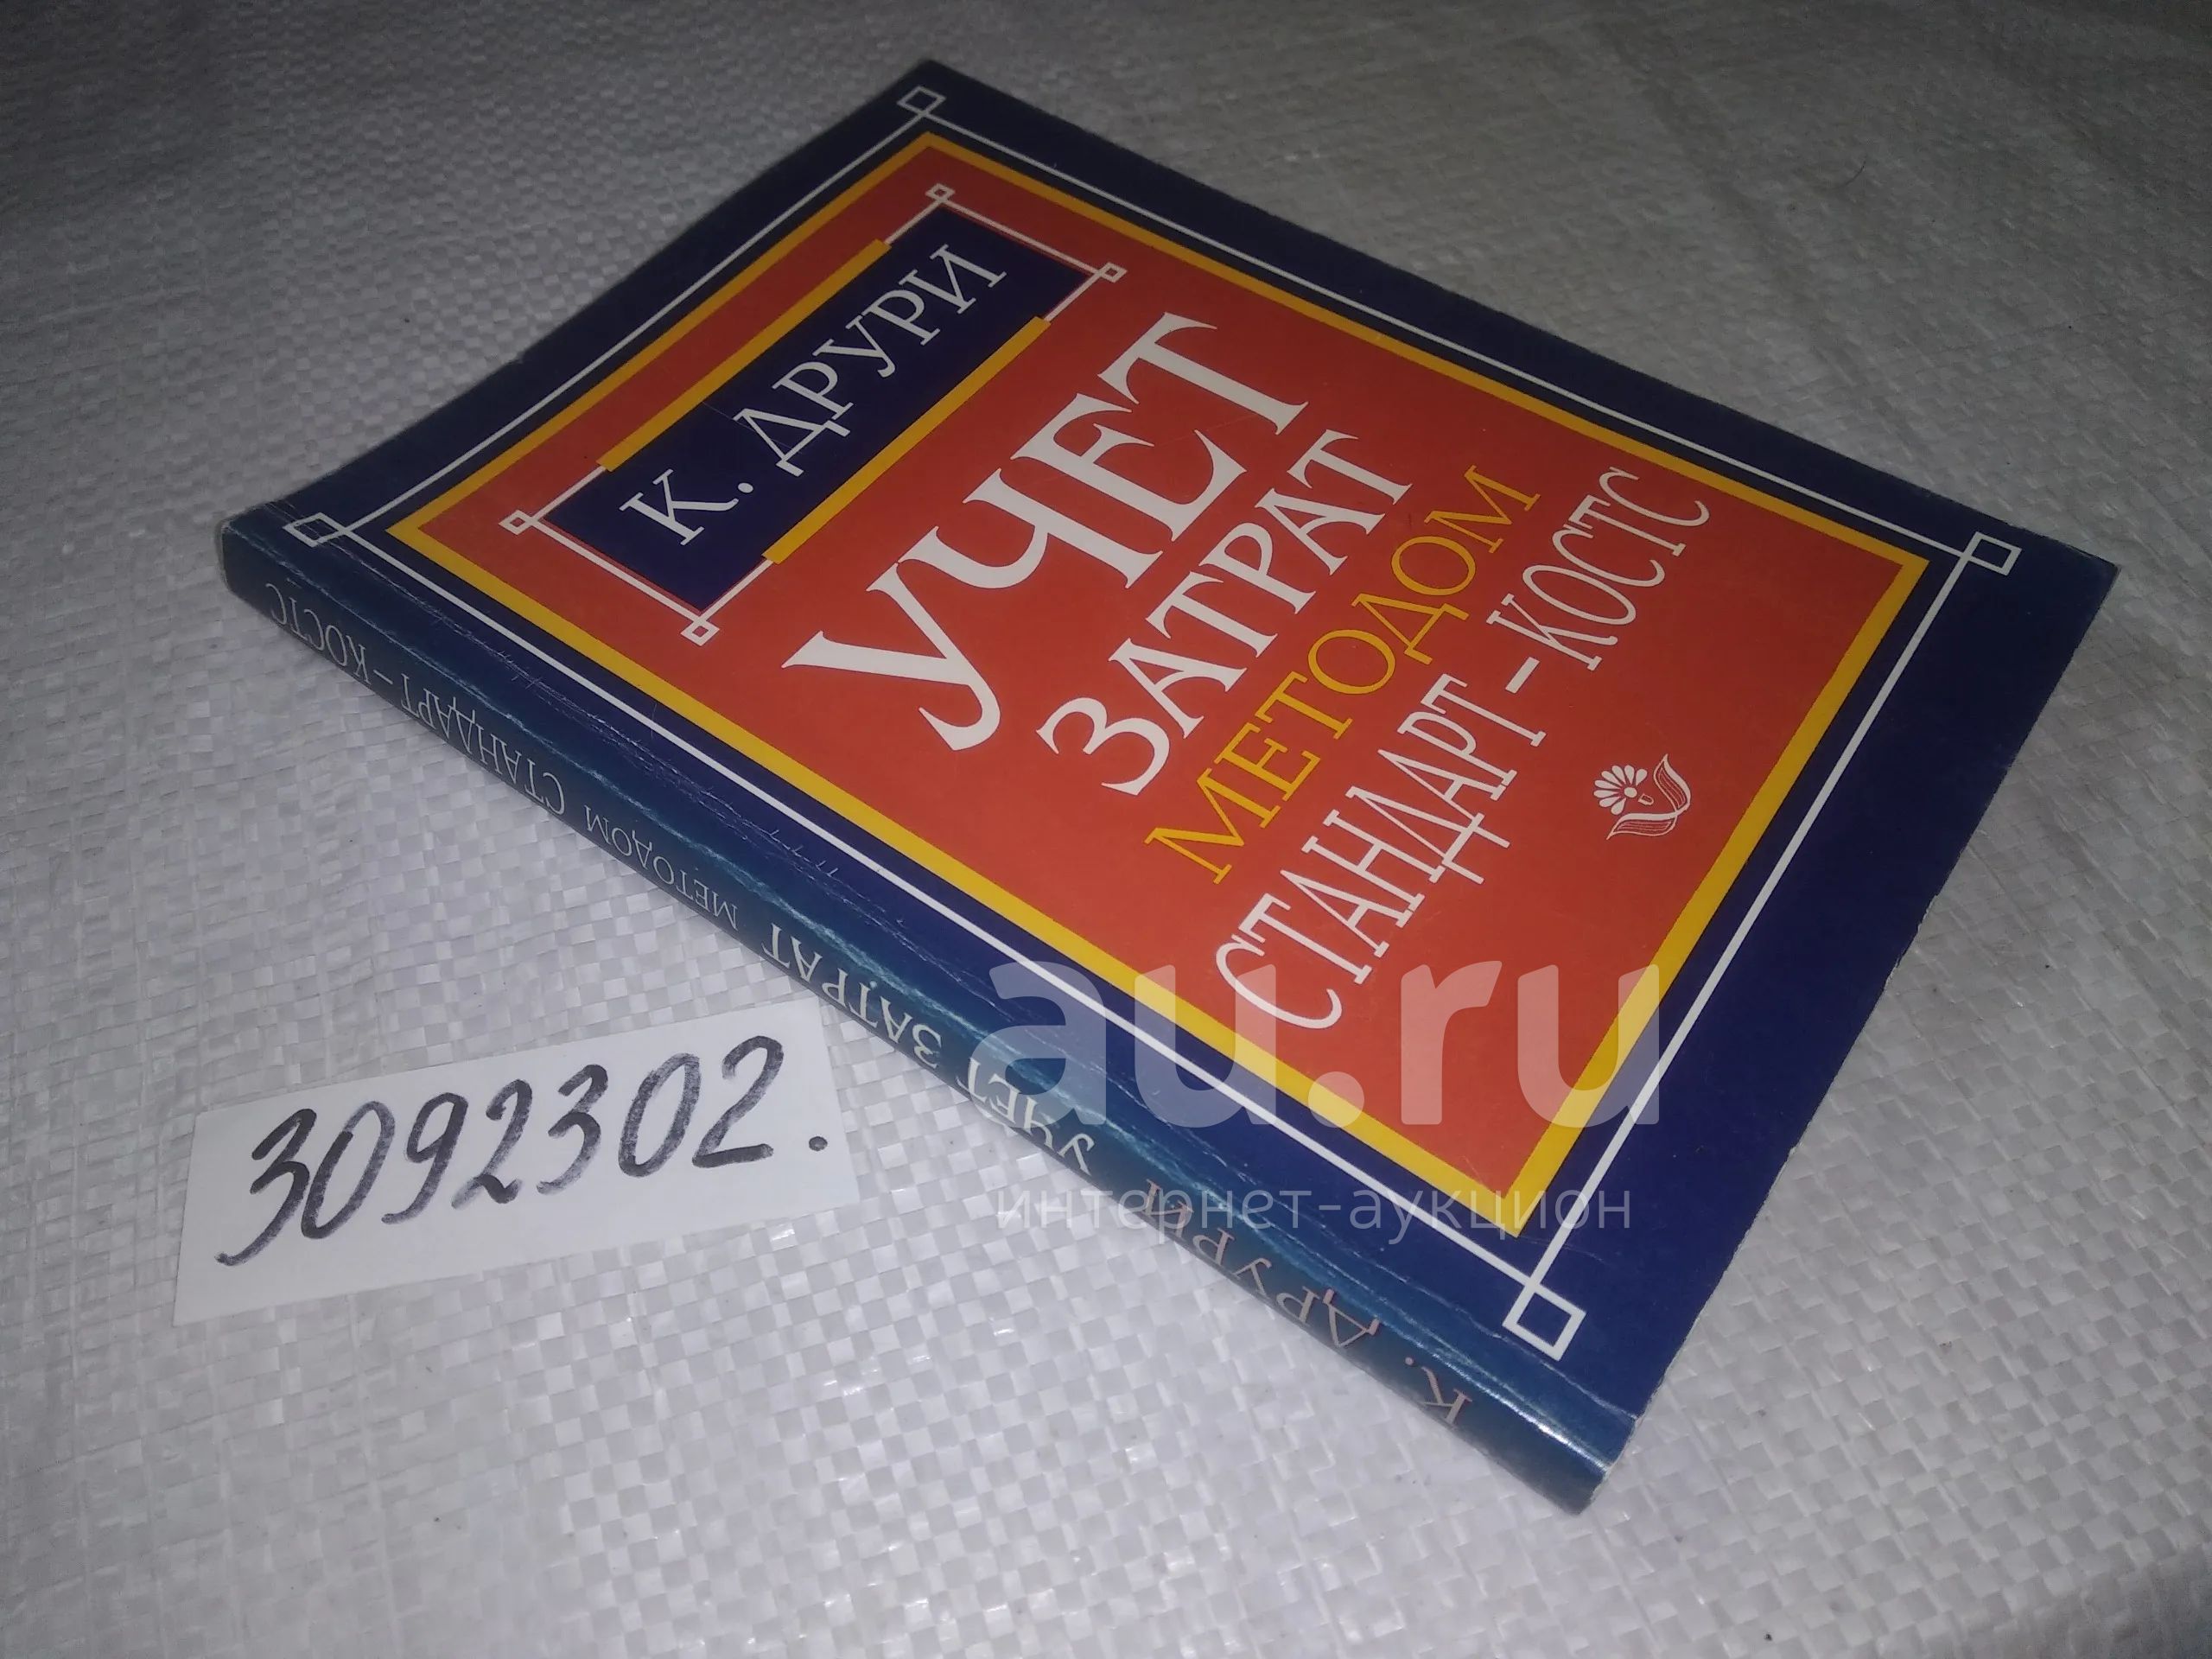 К. ДРУРИ
УЧЕТ
ЗАТРАТ
МЕТОДОМ
СТАНДАРТ-КОСТС
К. ДРУРИ УЧЕТ ЗАТРАТ МЕТОДОМ СТАНДАРТ-КОСТС
3092302.
au.ru
интернет-аукцион